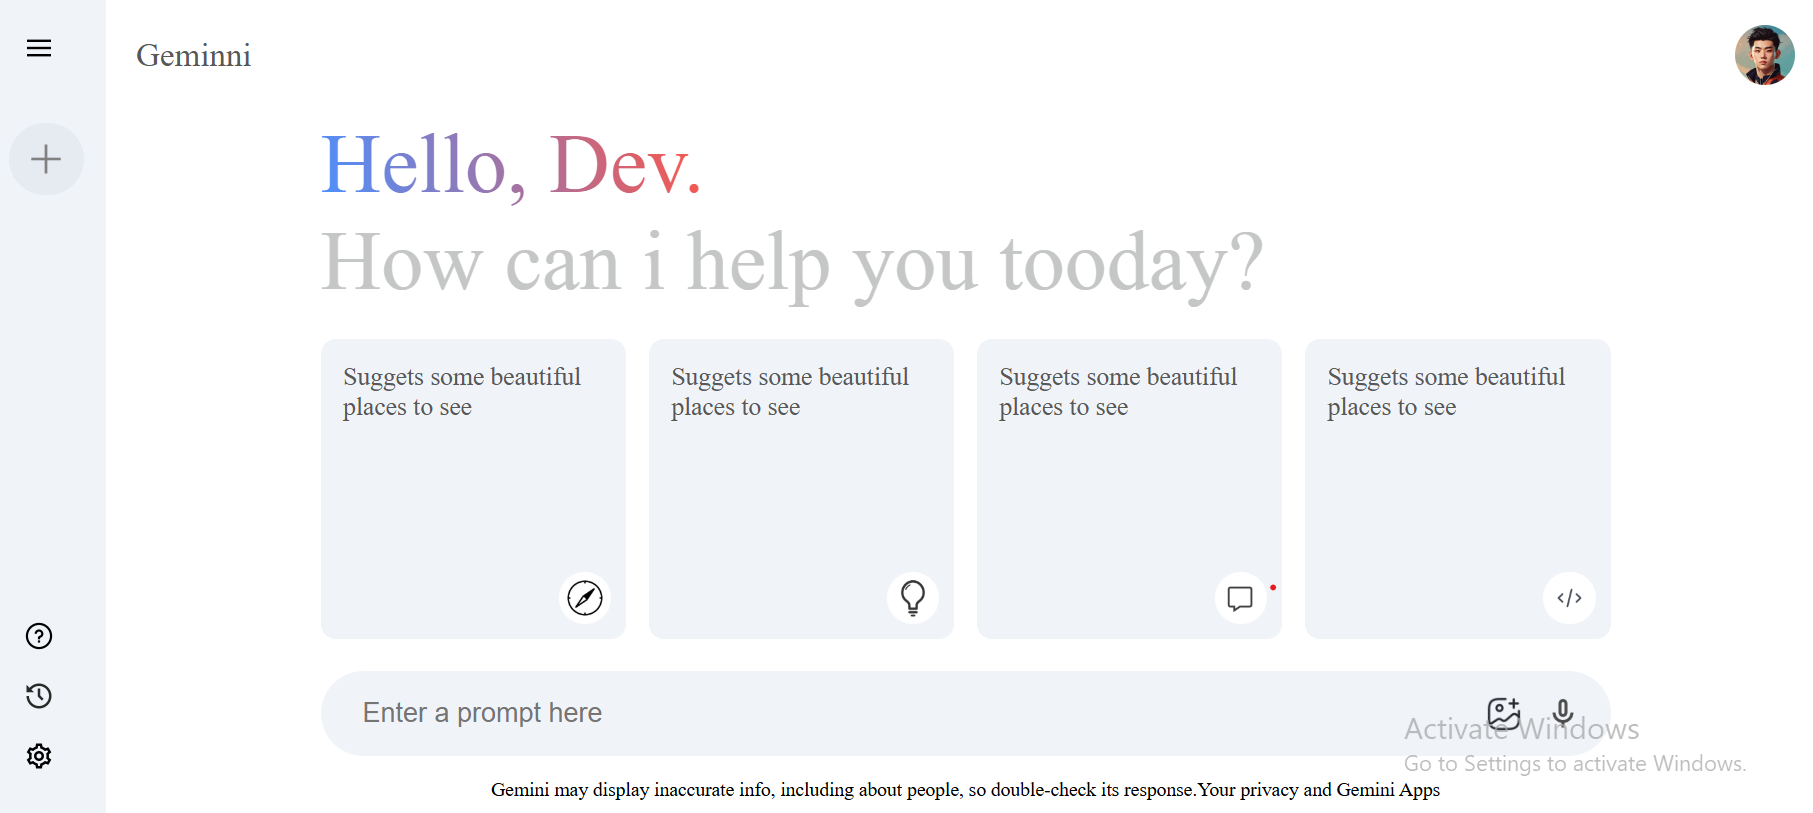 Geminni
Hello, Dev.
How can i help you tooday?
Suggets some beautiful
places to see
Suggets some beautiful
places to see
Suggets some beautiful
places to see
Suggets some beautiful
places to see
</>
Enter a prompt here
Activate Windows
Go to Settings to activate Windows.
Gemini may display inaccurate info, including about people, so double-check its response.Your privacy and Gemini Apps